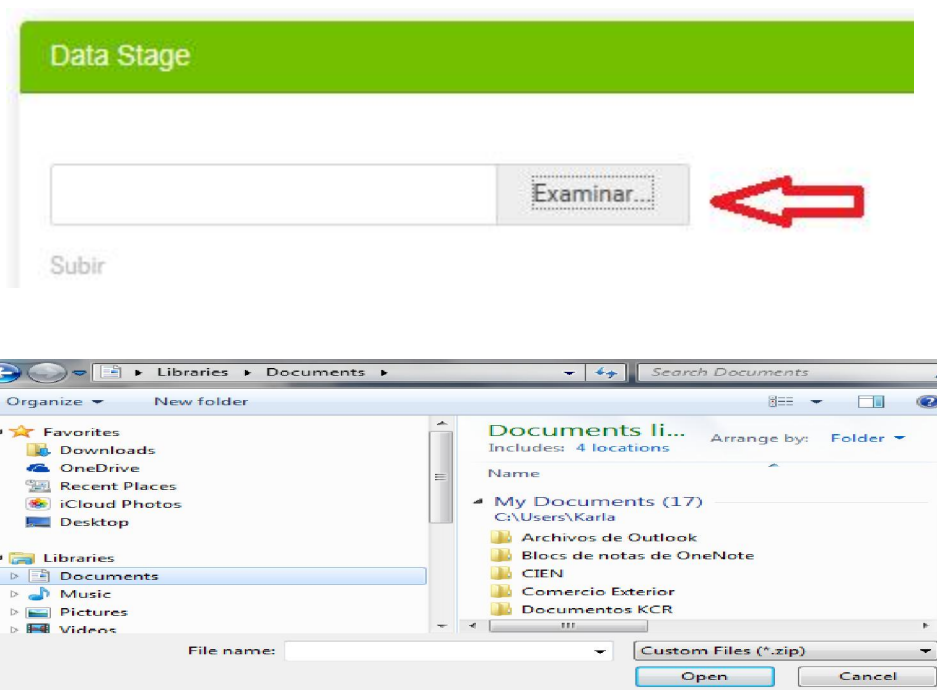 Data Stage
Examinar...
Subir
Libraries Documents
Search Documents
Organize New folder
Favorites
Downloads
OneDrive
Recent Places
iCloud Photos
Desktop
Libraries
Documents
Music
Pictures
Videos
Documents li...
Includes: 4 locations
Arrange by: Folder
Name
My Documents (17)
C:\Users\Karla
Archivos de Outlook
Blocs de notas de OneNote
CIEN
Comercio Exterior
Documentos KCR
File name:
Custom Files (*.zip)
Open Cancel